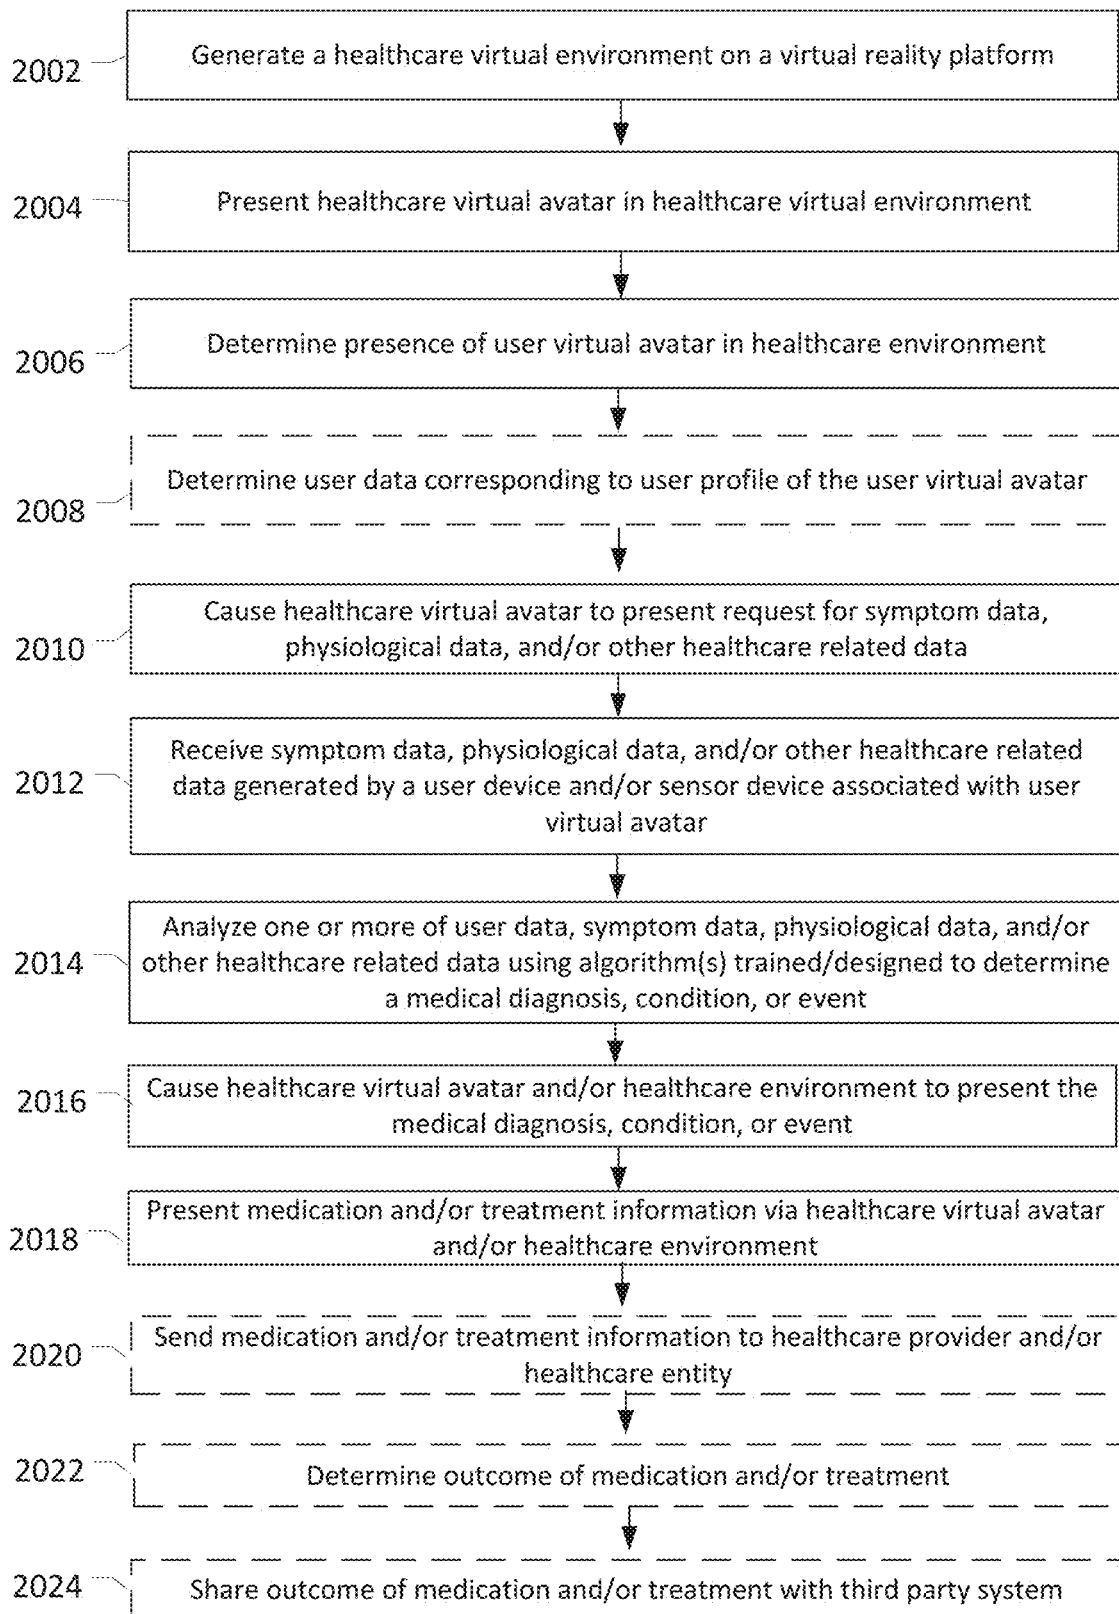 2002
Generate a healthcare virtual environment on a virtual reality platform
2004
Present healthcare virtual avatar in healthcare virtual environment
2006
Determine presence of user virtual avatar in healthcare environment
2008
Determine user data corresponding to user profile of the user virtual avatar
2010
Cause healthcare virtual avatar to present request for symptom data,
physiological data, and/or other healthcare related data
2012
Receive symptom data, physiological data, and/or other healthcare related
data generated by a user device and/or sensor device associated with user
virtual avatar
2014
Analyze one or more of user data, symptom data, physiological data, and/or
other healthcare related data using algorithm(s) trained/designed to determine
a medical diagnosis, condition, or event
2016
Cause healthcare virtual avatar and/or healthcare environment to present the
medical diagnosis, condition, or event
2018
Present medication and/or treatment information via healthcare virtual avatar
and/or healthcare environment
2020
Send medication and/or treatment information to healthcare provider and/or
healthcare entity
2022
Determine outcome of medication and/or treatment
2024
Share outcome of medication and/or treatment with third party system